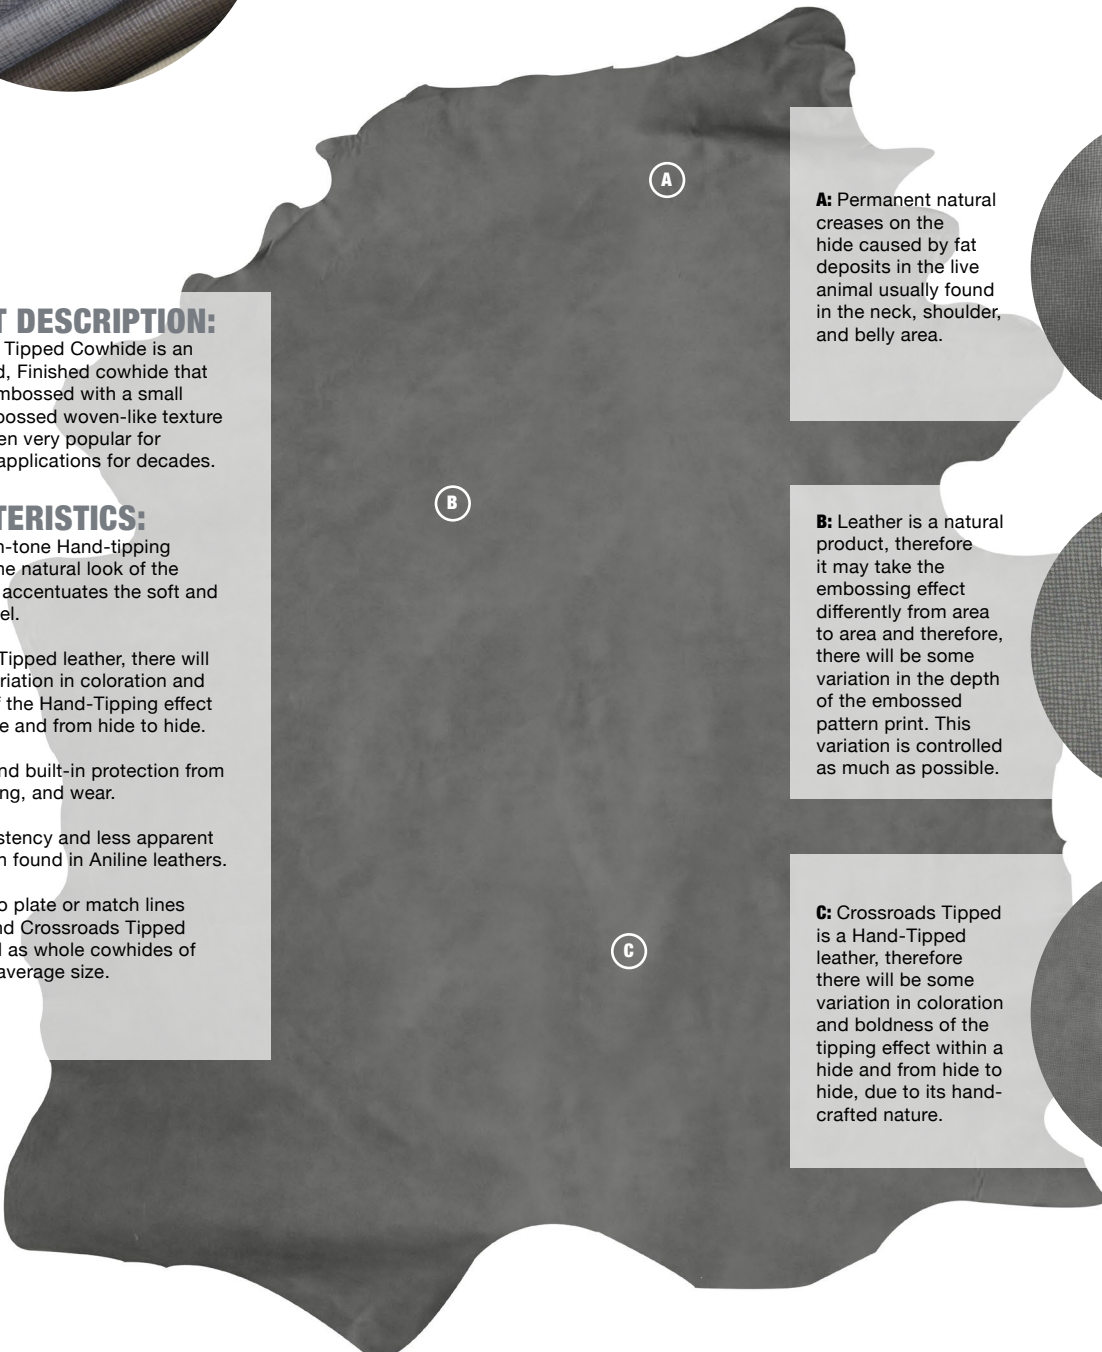 A
B
C
T DESCRIPTION:
Tipped Cowhide is an
d, Finished cowhide that
mbossed with a small
bossed woven-like texture
en very popular for
applications for decades.
TERISTICS:
n-tone Hand-tipping
he natural look of the
accentuates the soft and
el.
Tipped leather, there will
riation in coloration and
f the Hand-Tipping effect
e and from hide to hide.
nd built-in protection from
ng, and wear.
stency and less apparent
n found in Aniline leathers.
o plate or match lines
nd Crossroads Tipped
d as whole cowhides of
average size.
A: Permanent natural
creases on the
hide caused by fat
deposits in the live
animal usually found
in the neck, shoulder,
and belly area.
B: Leather is a natural
product, therefore
it may take the
embossing effect
differently from area
to area and therefore,
there will be some
variation in the depth
of the embossed
pattern print. This
variation is controlled
as much as possible.
C: Crossroads Tipped
is a Hand-Tipped
leather, therefore
there will be some
variation in coloration
and boldness of the
tipping effect within a
hide and from hide to
hide, due to its hand-
crafted nature.